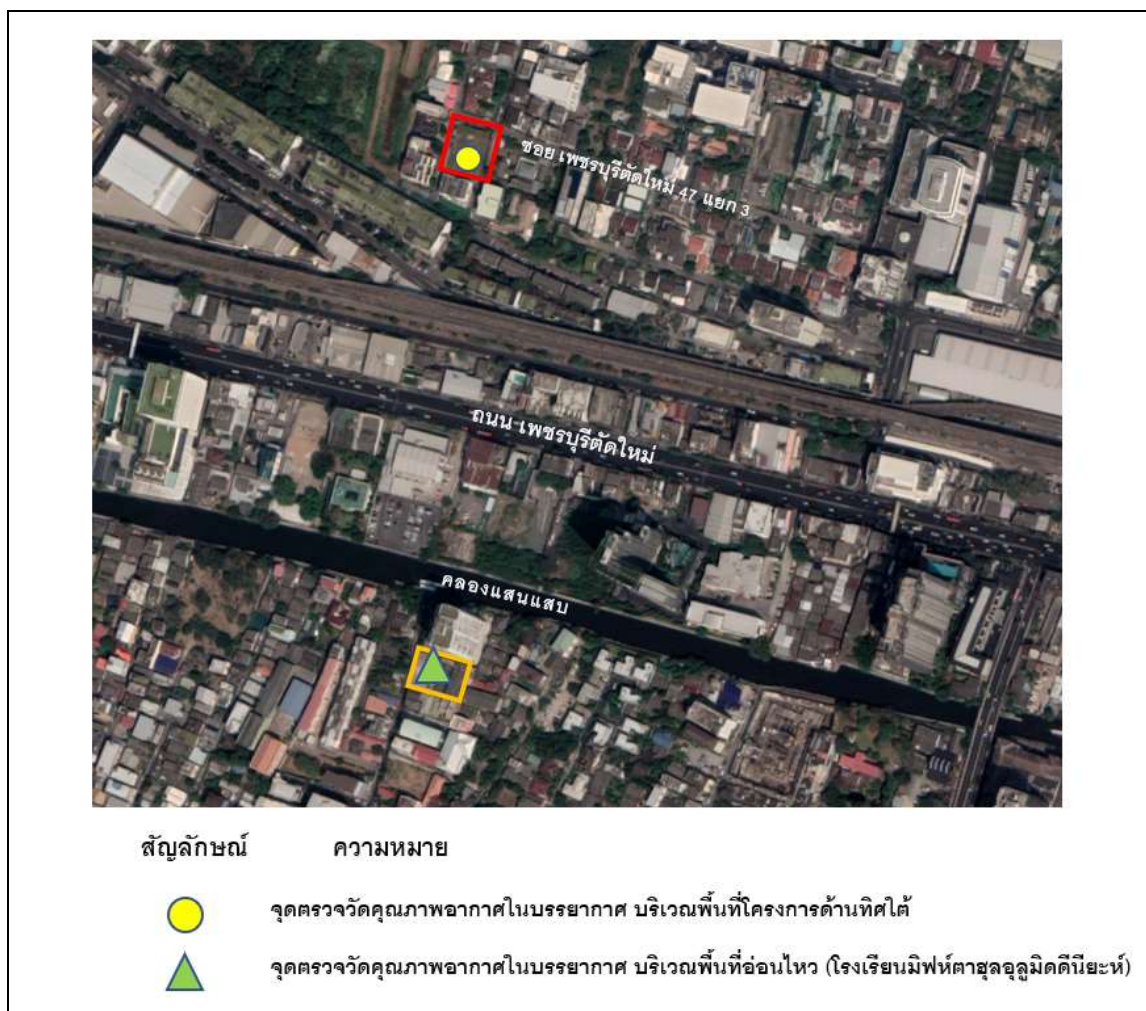 ซอย เพชรบุรีตัดใหม่ 47 แยก 3
ถนน เพชรบุรีตัดใหม่
คลองแสนแสบ
สัญลักษณ์ ความหมาย
จุดตรวจวัดคุณภาพอากาศในบรรยากาศ บริเวณพื้นที่โครงการด้านทิศใต้
จุดตรวจวัดคุณภาพอากาศในบรรยากาศ บริเวณพื้นที่อ่อนไหว (โรงเรียนมิฟห์ตาฮุลอุลูมิดดีนียะห์)